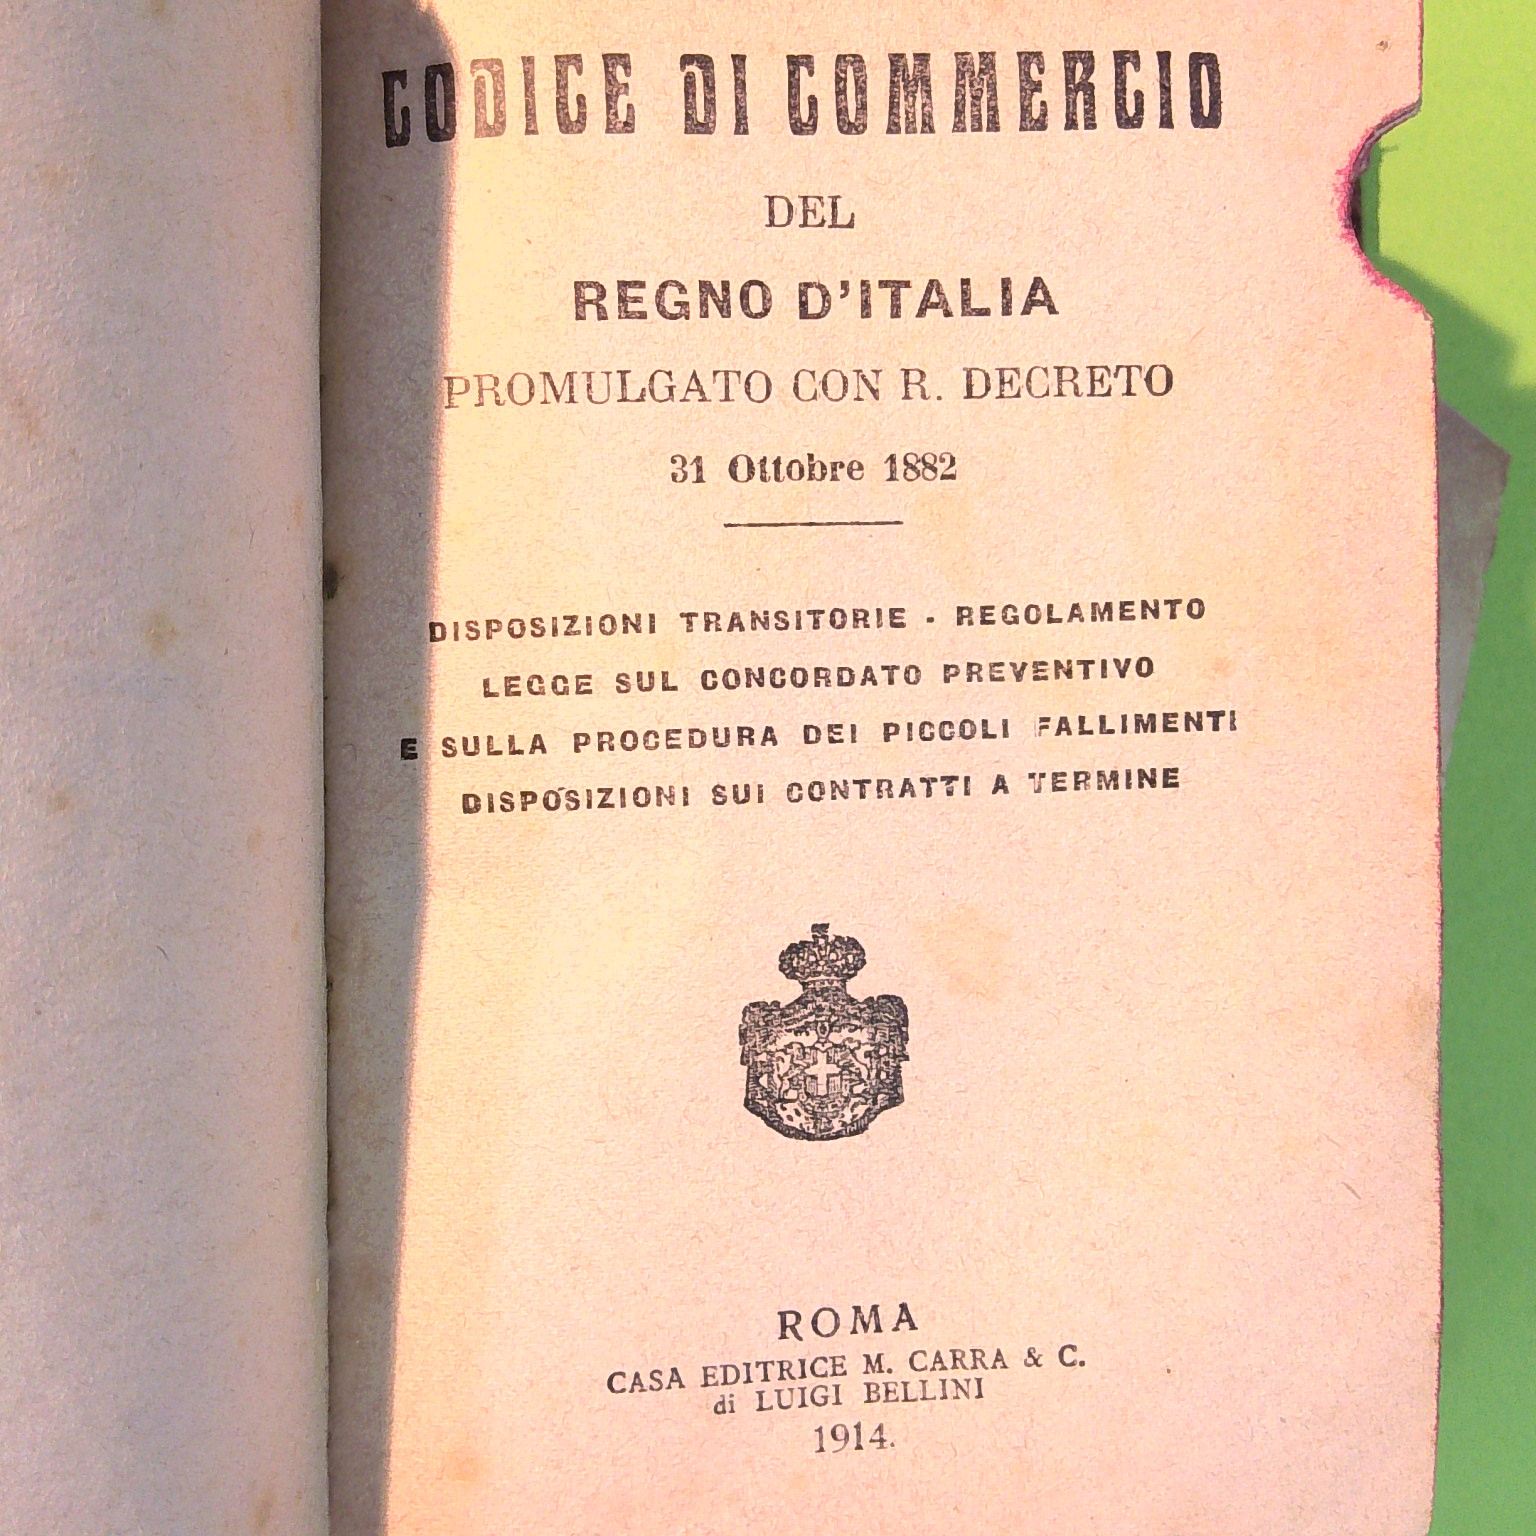 CODICE DI COMMERCIO
DEL
REGNO D'ITALIA
PROMULGATO CON R. DECRETO
31 Ottobre 1882
DISPOSIZIONI TRANSITORIE - REGOLAMENTO
LEGGE SUL CONCORDATO PREVENTIVO
E SULLA PROCEDURA DEI PICCOLI FALLIMENTI
DISPOSIZIONI SUI CONTRATTI A TERMINE
ROMA
CASA EDITRICE M. CARRA & C.
di LUIGI BELLINI
1914.